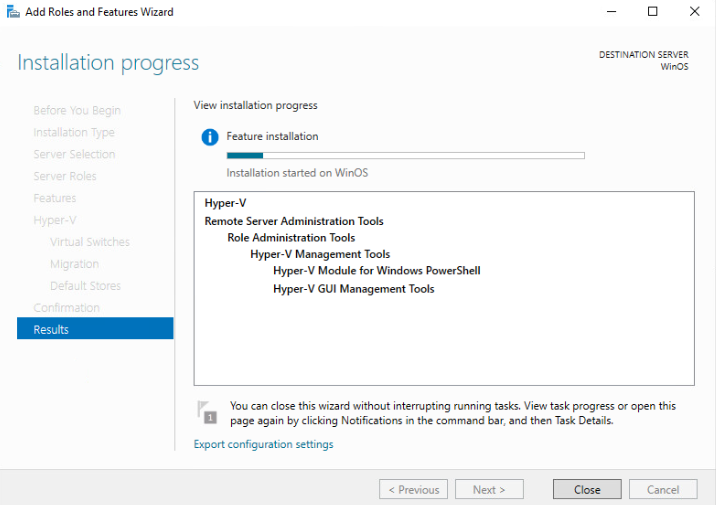 Add Roles and Features Wizard
Installation progress
DESTINATION SERVER
WinOS
Before You Begin
Installation Type
Server Selection
Server Roles
Features
Hyper-V
Virtual Switches
Migration
Default Stores
Confirmation
Results
View installation progress
Feature installation
Installation started on WinOS
Hyper-V
Remote Server Administration Tools
Role Administration Tools
Hyper-V Management Tools
Hyper-V Module for Windows PowerShell
Hyper-V GUI Management Tools
1
You can close this wizard without interrupting running tasks. View task progress or open this
page again by clicking Notifications in the command bar, and then Task Details.
Export configuration settings
< Previous
Next >
Close
Cancel